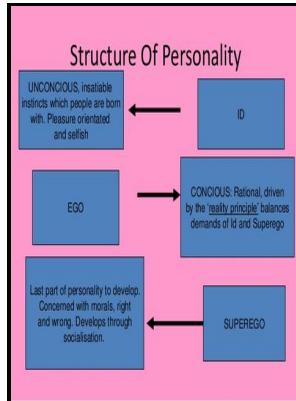 Structure Of Personality
UNCONCIOUS, insatiable
instincts which people are born
with. Pleasure orientated
and selfish
ID
EGO
CONCIOUS: Rational, driven
by the 'reality principle' balances
demands of Id and Superego
Last part of personality to develop.
Concerned with morals, right
and wrong. Develops through
socialisation.
SUPEREGO